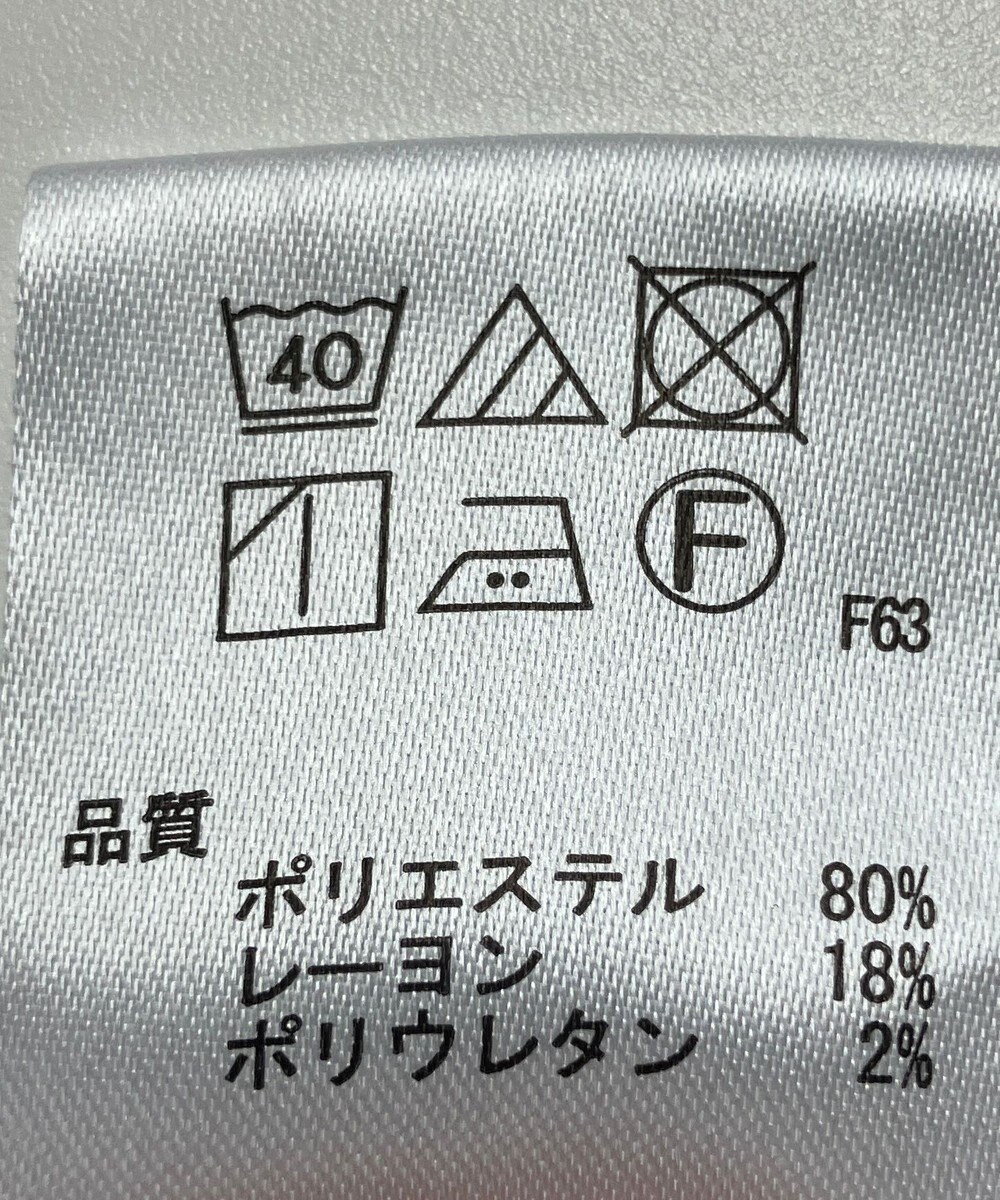 40
F
F63
品質
ポリエステル 80%
レーヨン 18%
ポリウレタン 2%